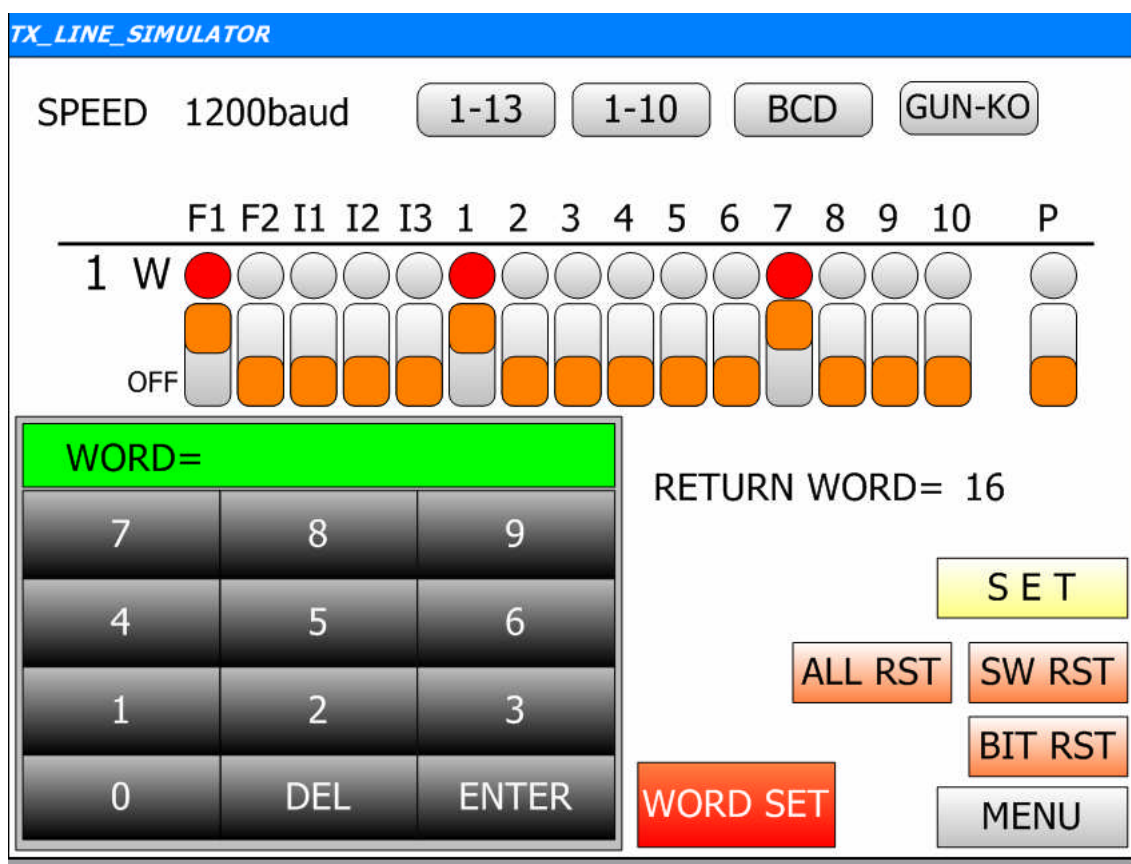 TX_LINE_SIMULATOR
SPEED 1200baud 1-13 1-10 BCD GUN-KO
F1 F2 I1 I2 I3 1 2 3 4 5 6 7 8 9 10 P
1 W
OFF
WORD=
RETURN WORD= 16
7 8 9
S E T
4 5 6
ALL RST SW RST
1 2 3
BIT RST
0 DEL ENTER
WORD SET MENU